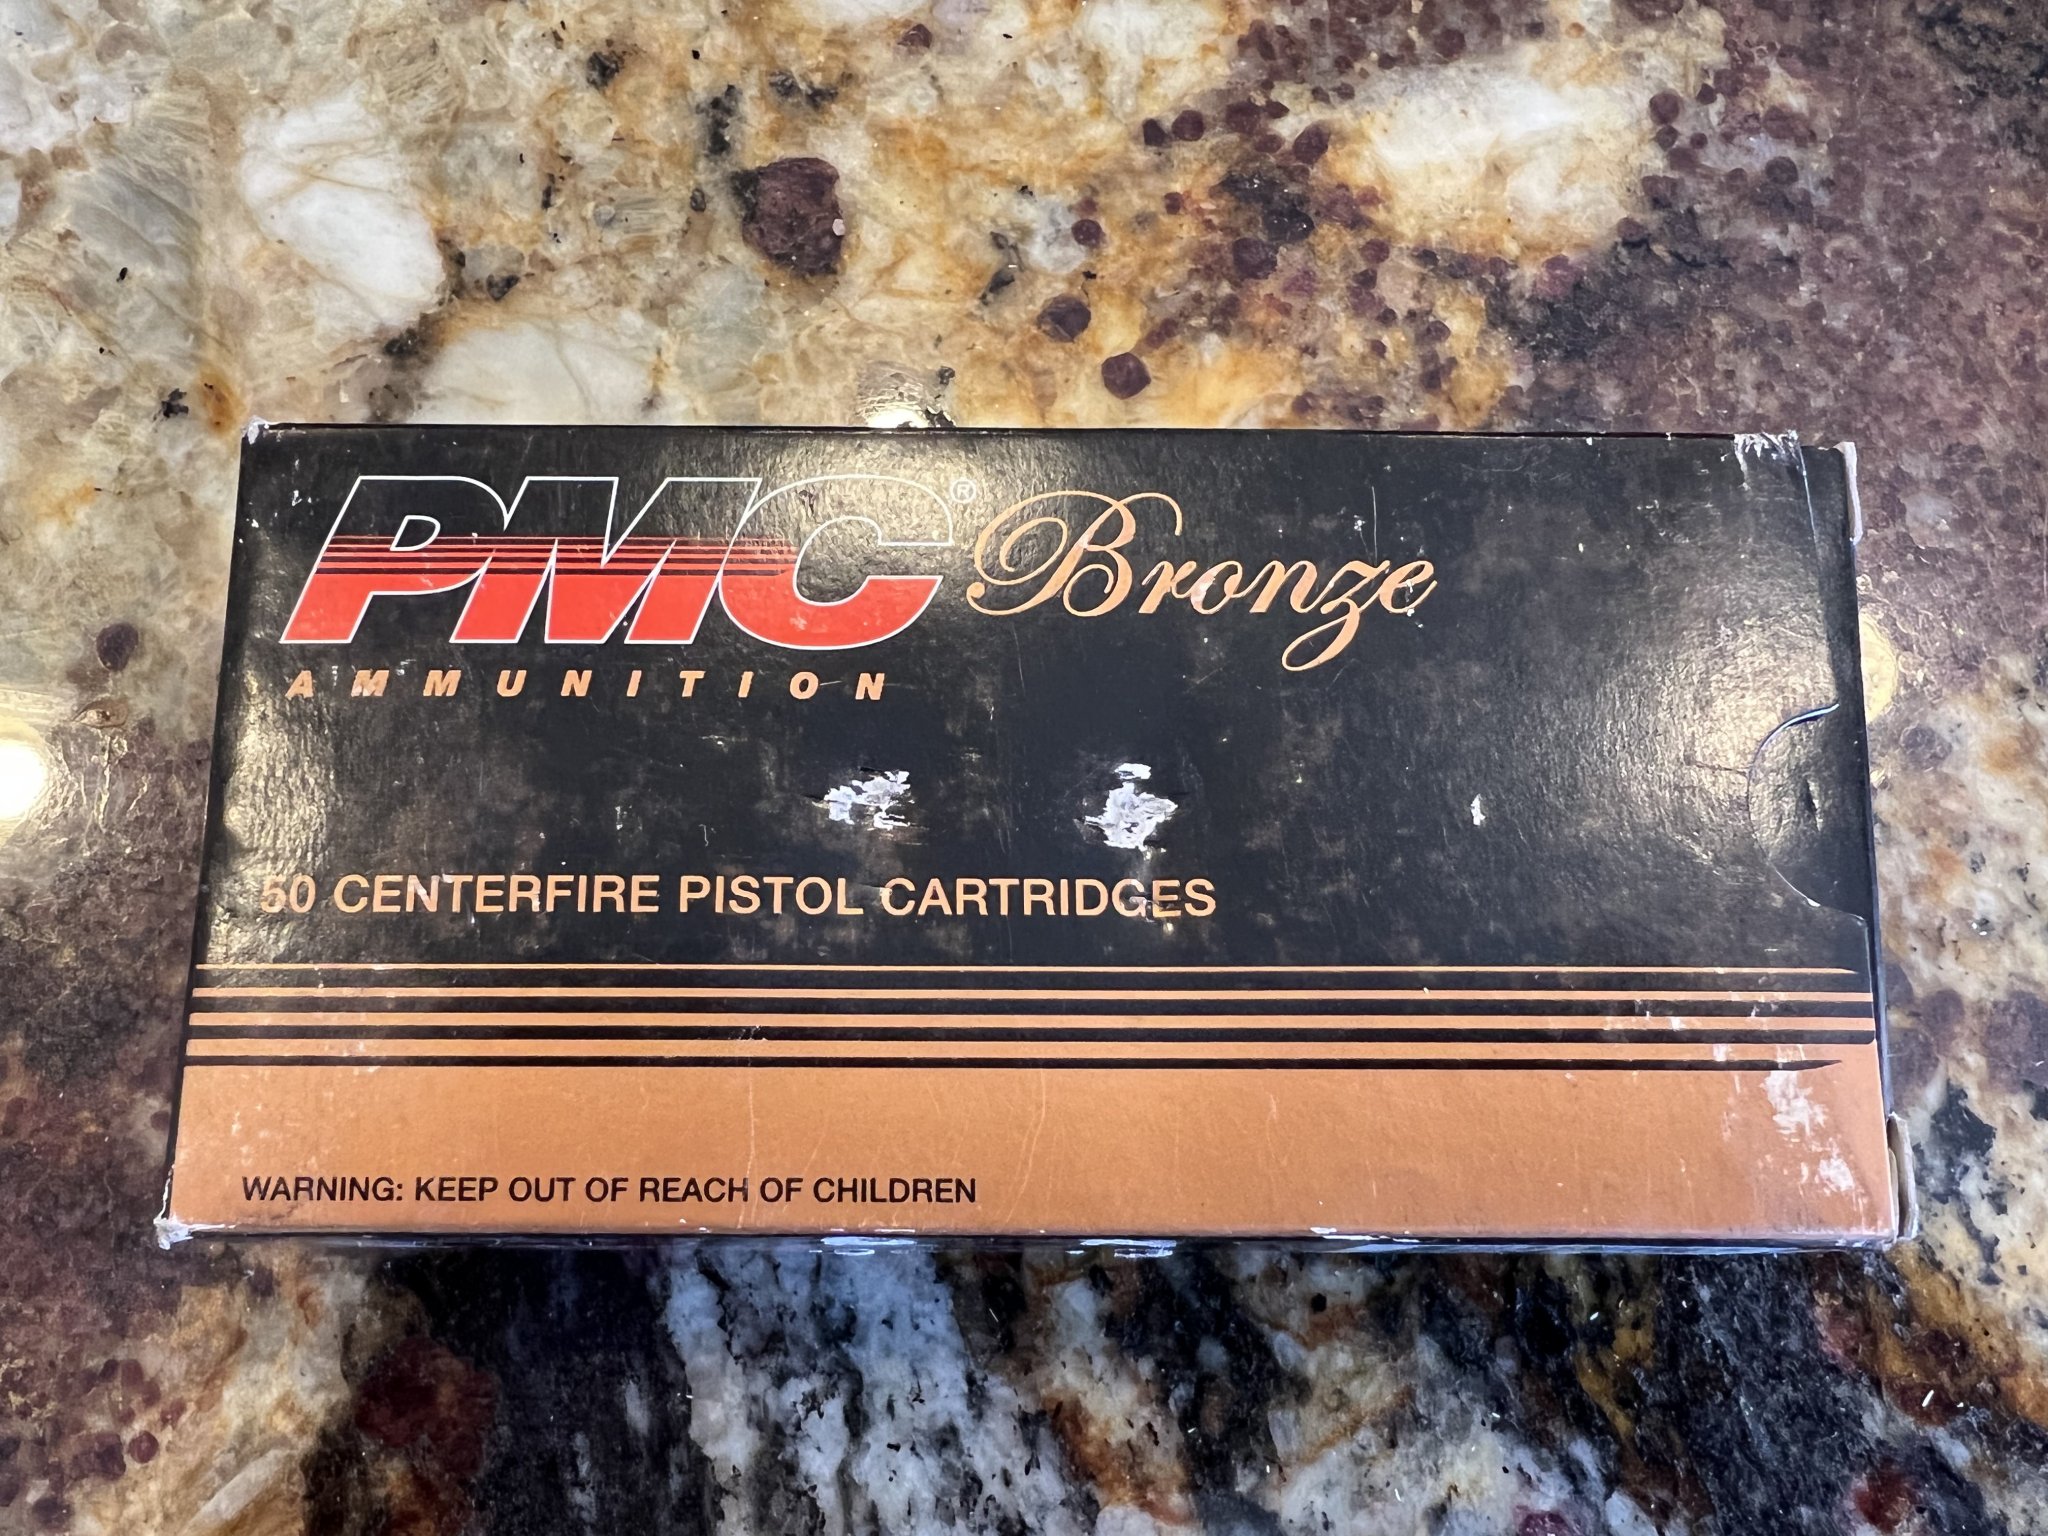 PMC® Bronze
AMMUNITION
50 CENTERFIRE PISTOL CARTRIDGES
WARNING: KEEP OUT OF REACH OF CHILDREN